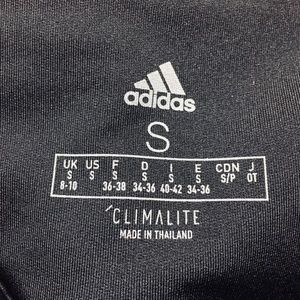 adidas
S
UK US F D I E CDN J
S S S S S S S/P OT
8-10 36-38 34-36 40-42 34-36
CLIMALITE
MADE IN THAILAND